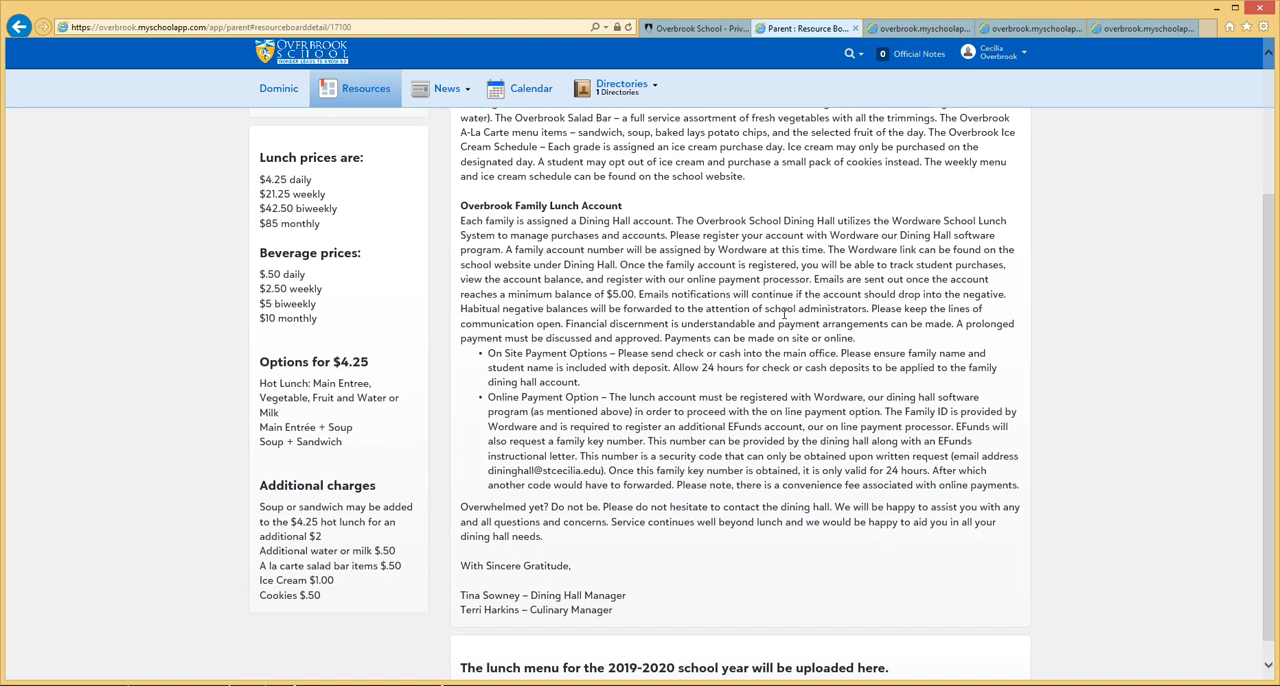 https://overbrook.myschoolapp.com/app/parent#resourceboarddetail/17100
Overbrook School - Priv...
Parent : Resource Bo...
overbrook.myschoolap...
overbrook.myschoolap...
overbrook.myschoolap...
OVERBROOK
SCHOOL
0 Official Notes
Cecilia
Overbrook
Dominic
Resources
News
Calendar
Directories
1 Directories
Lunch prices are:
$4.25 daily
$21.25 weekly
$42.50 biweekly
$85 monthly
Beverage prices:
$.50 daily
$2.50 weekly
$5 biweekly
$10 monthly
Options for $4.25
Hot Lunch: Main Entree,
Vegetable, Fruit and Water or
Milk
Main Entrée + Soup
Soup + Sandwich
Additional charges
Soup or sandwich may be added
to the $4.25 hot lunch for an
additional $2
Additional water or milk $.50
A la carte salad bar items $.50
Ice Cream $1.00
Cookies $.50
water). The Overbrook Salad Bar – a full service assortment of fresh vegetables with all the trimmings. The Overbrook
A-La Carte menu items – sandwich, soup, baked lays potato chips, and the selected fruit of the day. The Overbrook Ice
Cream Schedule – Each grade is assigned an ice cream purchase day. Ice cream may only be purchased on the
designated day. A student may opt out of ice cream and purchase a small pack of cookies instead. The weekly menu
and ice cream schedule can be found on the school website.
Overbrook Family Lunch Account
Each family is assigned a Dining Hall account. The Overbrook School Dining Hall utilizes the Wordware School Lunch
System to manage purchases and accounts. Please register your account with Wordware our Dining Hall software
program. A family account number will be assigned by Wordware at this time. The Wordware link can be found on the
school website under Dining Hall. Once the family account is registered, you will be able to track student purchases,
view the account balance, and register with our online payment processor. Emails are sent out once the account
reaches a minimum balance of $5.00. Emails notifications will continue if the account should drop into the negative.
Habitual negative balances will be forwarded to the attention of school administrators. Please keep the lines of
communication open. Financial discernment is understandable and payment arrangements can be made. A prolonged
payment must be discussed and approved. Payments can be made on site or online.
• On Site Payment Options – Please send check or cash into the main office. Please ensure family name and
student name is included with deposit. Allow 24 hours for check or cash deposits to be applied to the family
dining hall account.
• Online Payment Option – The lunch account must be registered with Wordware, our dining hall software
program (as mentioned above) in order to proceed with the on line payment option. The Family ID is provided by
Wordware and is required to register an additional EFunds account, our on line payment processor. EFunds will
also request a family key number. This number can be provided by the dining hall along with an EFunds
instructional letter. This number is a security code that can only be obtained upon written request (email address
dininghall@stcecilia.edu). Once this family key number is obtained, it is only valid for 24 hours. After which
another code would have to forwarded. Please note, there is a convenience fee associated with online payments.
Overwhelmed yet? Do not be. Please do not hesitate to contact the dining hall. We will be happy to assist you with any
and all questions and concerns. Service continues well beyond lunch and we would be happy to aid you in all your
dining hall needs.
With Sincere Gratitude,
Tina Sowney – Dining Hall Manager
Terri Harkins – Culinary Manager
The lunch menu for the 2019-2020 school year will be uploaded here.